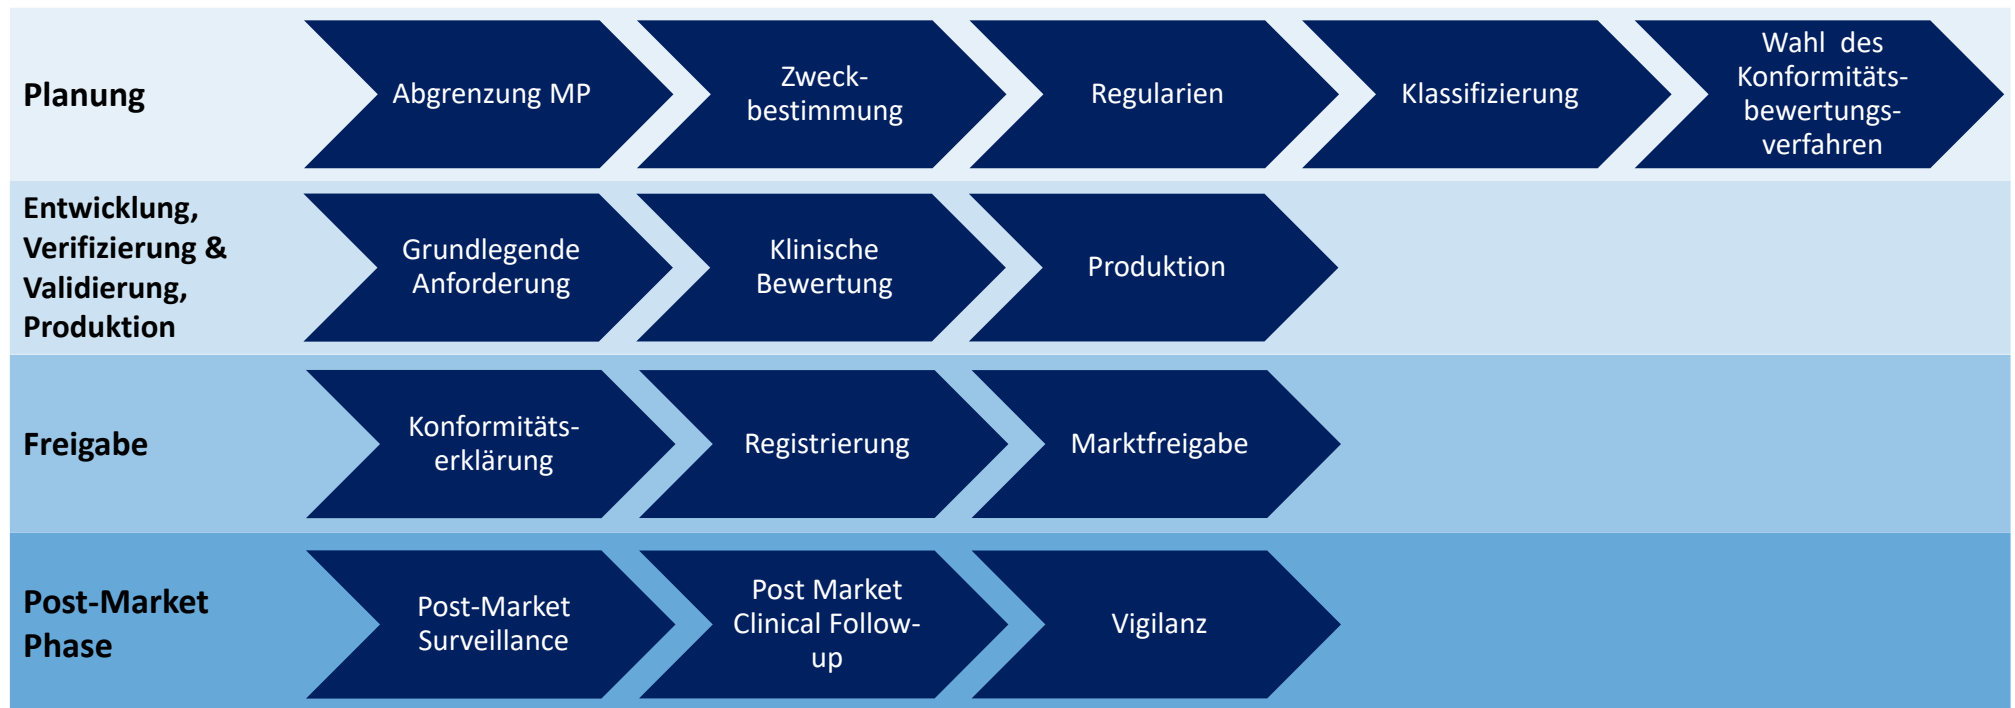 Planung
Abgrenzung MP
Zweck-
bestimmung
Regularien
Klassifizierung
Wahl des
Konformitäts-
bewertungs-
verfahren
Entwicklung,
Verifizierung &
Validierung,
Produktion
Grundlegende
Anforderung
Klinische
Bewertung
Produktion
Freigabe
Konformitäts-
erklärung
Registrierung
Marktfreigabe
Post-Market
Phase
Post-Market
Surveillance
Post Market
Clinical Follow-
up
Vigilanz